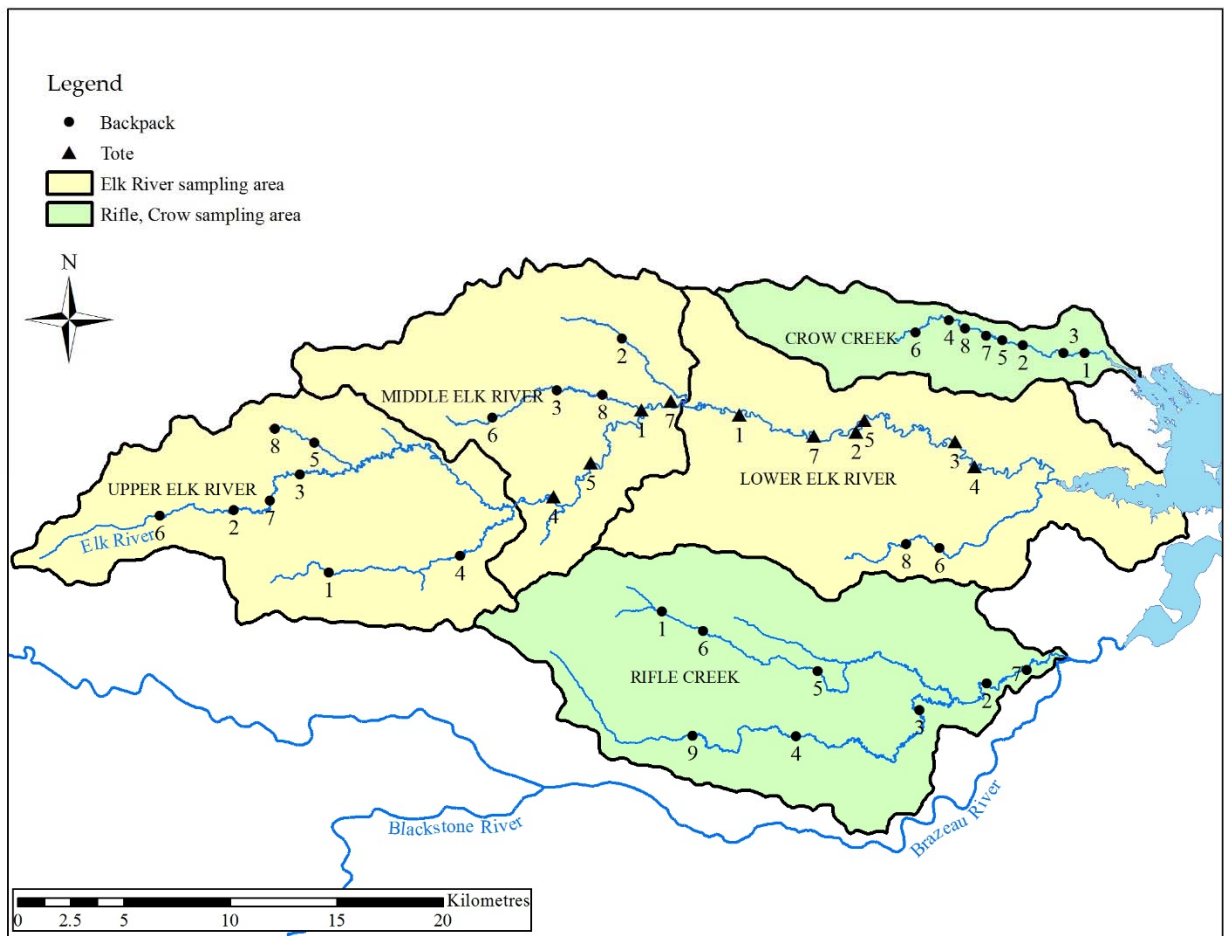 Legend
Backpack
Tote
Elk River sampling area
Rifle, Crow sampling area
N
CROW CREEK
6
4
8
7
5
2
3
1
MIDDLE ELK RIVER
2
3
8
6
1
7
5
4
LOWER ELK RIVER
1
7
2
5
3
4
8
6
UPPER ELK RIVER
8
5
3
7
2
6
1
4
Elk River
RIFLE CREEK
1
6
5
7
2
3
4
9
Blackstone River
Brazeau River
Kilometres
0 2.5 5 10 15 20